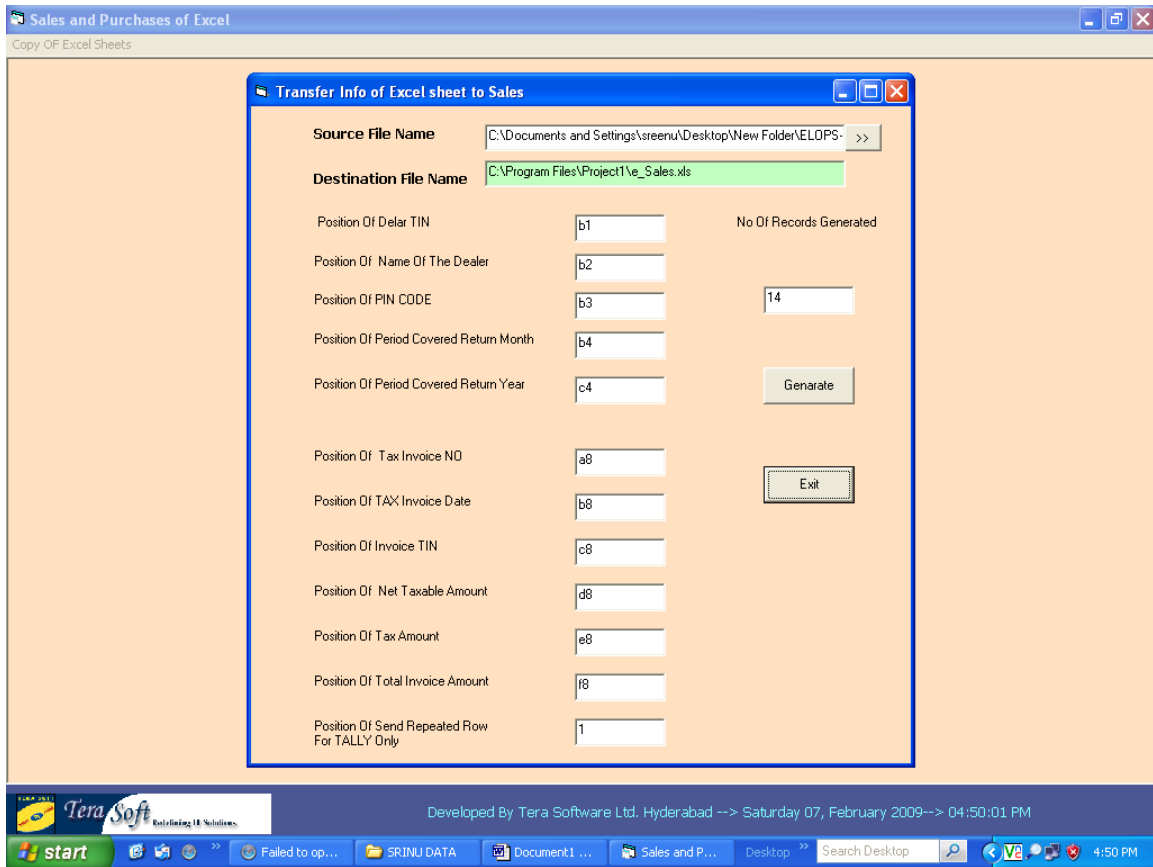 Sales and Purchases of Excel
Copy OF Excel Sheets
Transfer Info of Excel sheet to Sales
Source File Name C:\Documents and Settings\sreenu\Desktop\New Folder\ELOPS- >>
Destination File Name C:\Program Files\Project1\e_Sales.xls
Position Of Delar TIN b1 No Of Records Generated
Position Of Name Of The Dealer b2
Position Of PIN CODE b3 14
Position Of Period Covered Return Month b4
Position Of Period Covered Return Year c4 Genarate
Position Of Tax Invoice NO a8
Exit
Position Of TAX Invoice Date b8
Position Of Invoice TIN c8
Position Of Net Taxable Amount d8
Position Of Tax Amount e8
Position Of Total Invoice Amount f8
Position Of Send Repeated Row 1
For TALLY Only
TERA SOFT
Tera Soft Redefining IT Solutions.
Developed By Tera Software Ltd. Hyderabad --> Saturday 07, February 2009--> 04:50:01 PM
start » Failed to op... SRINU DATA Document1 ... Sales and P... Desktop » Search Desktop 4:50 PM